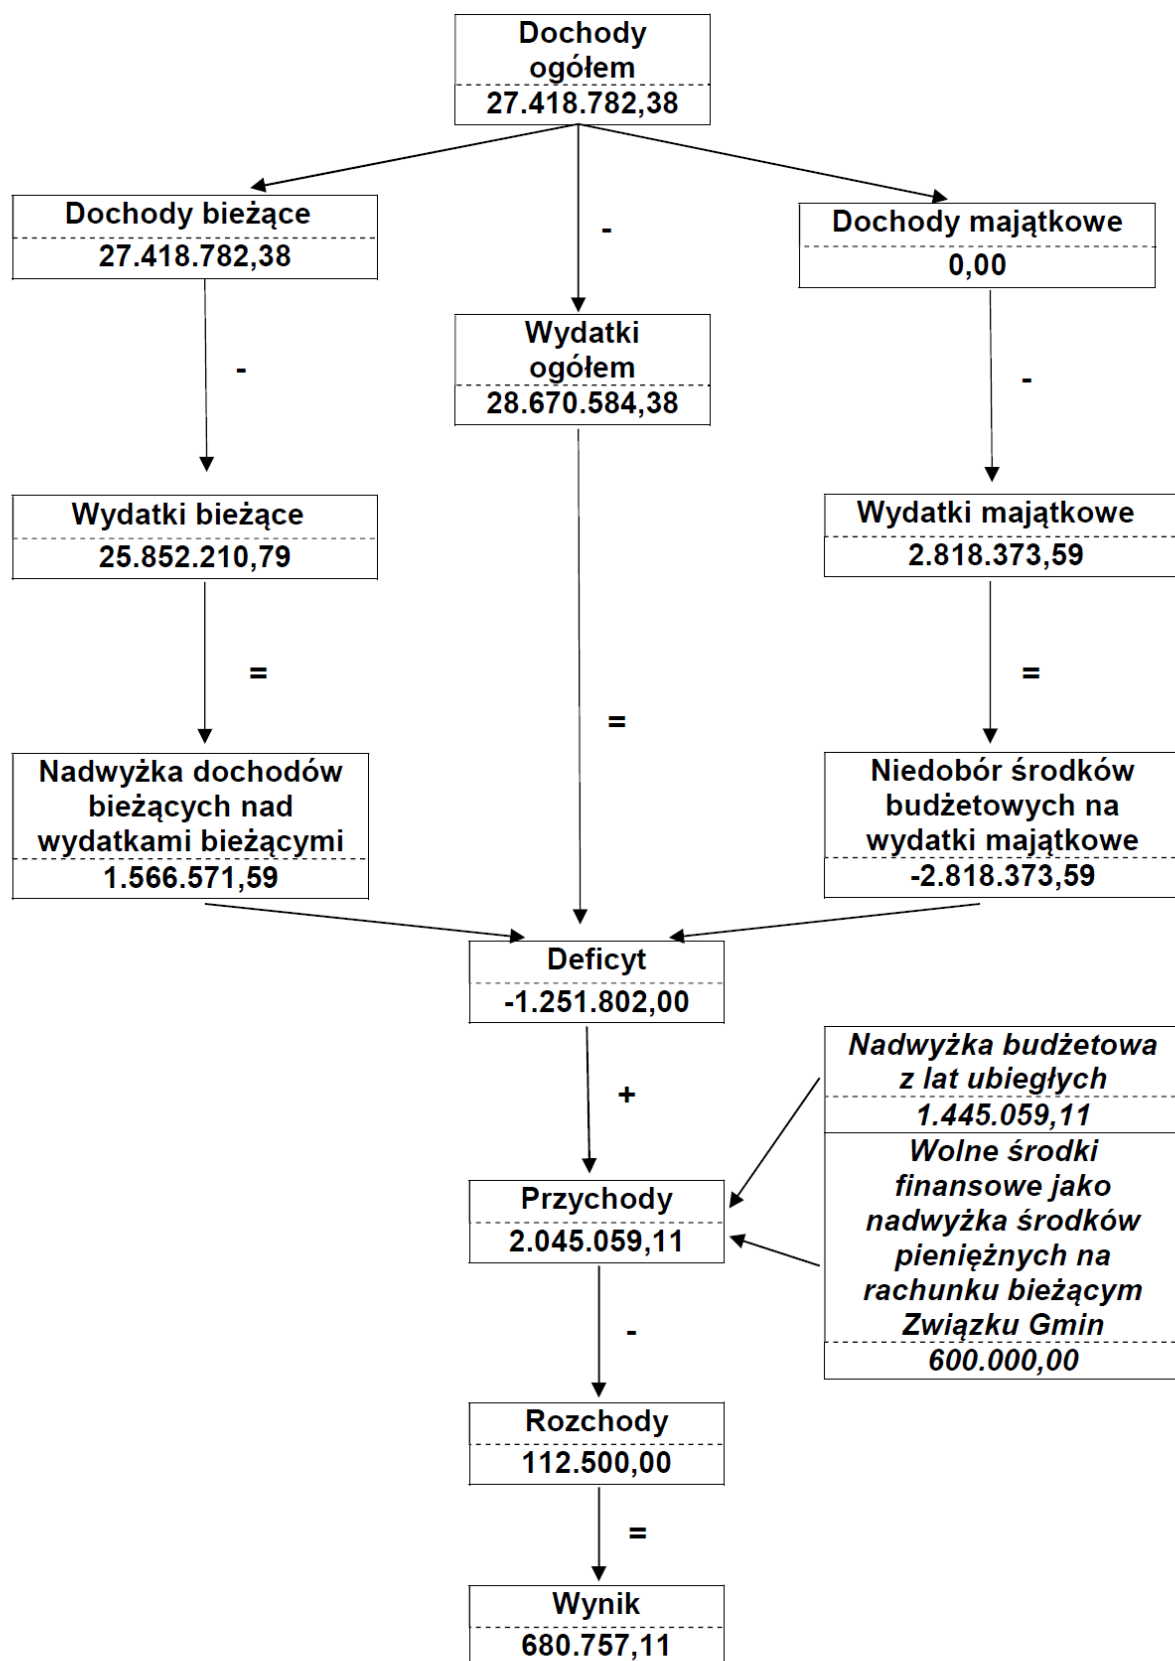 Dochody
ogółem
27.418.782,38
Dochody bieżące
27.418.782,38
-
Dochody majątkowe
0,00
-
Wydatki
ogółem
28.670.584,38
-
Wydatki bieżące
25.852.210,79
Wydatki majątkowe
2.818.373,59
=
=
=
Nadwyżka dochodów
bieżących nad
wydatkami bieżącymi
1.566.571,59
Niedobór środków
budżetowych na
wydatki majątkowe
-2.818.373,59
Deficyt
-1.251.802,00
+
Nadwyżka budżetowa
z lat ubiegłych
1.445.059,11
Wolne środki
finansowe jako
nadwyżka środków
pieniężnych na
rachunku bieżącym
Związku Gmin
600.000,00
Przychody
2.045.059,11
-
Rozchody
112.500,00
=
Wynik
680.757,11